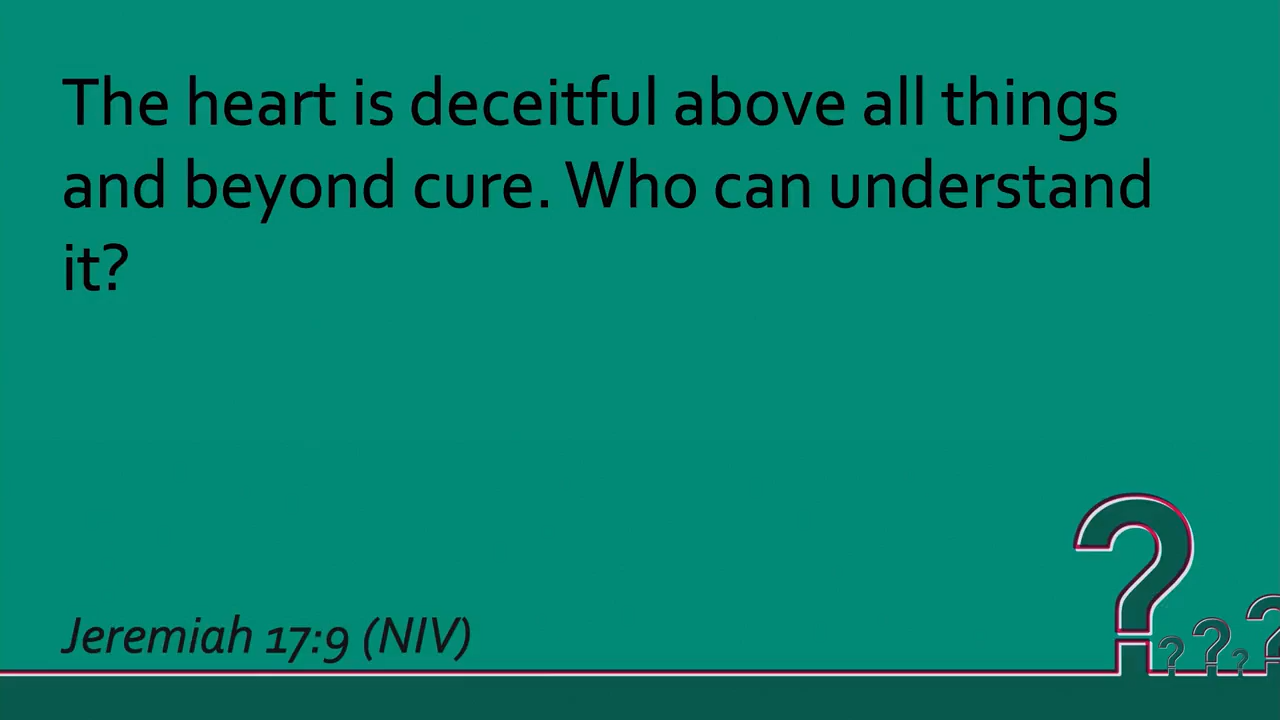 The heart is deceitful above all things
and beyond cure. Who can understand
it?
Jeremiah 17:9 (NIV)